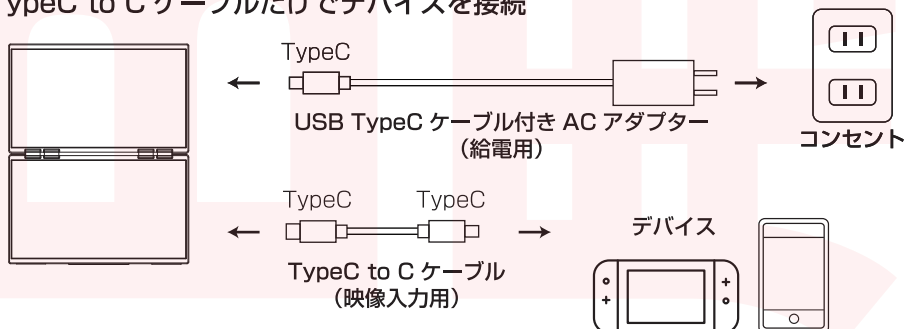 ypeC to C ケーブルだけでデバイスを接続
TypeC
USB TypeC ケーブル付き AC アダプター
（給電用）
コンセント
TypeC TypeC
TypeC to C ケーブル
（映像入力用）
デバイス